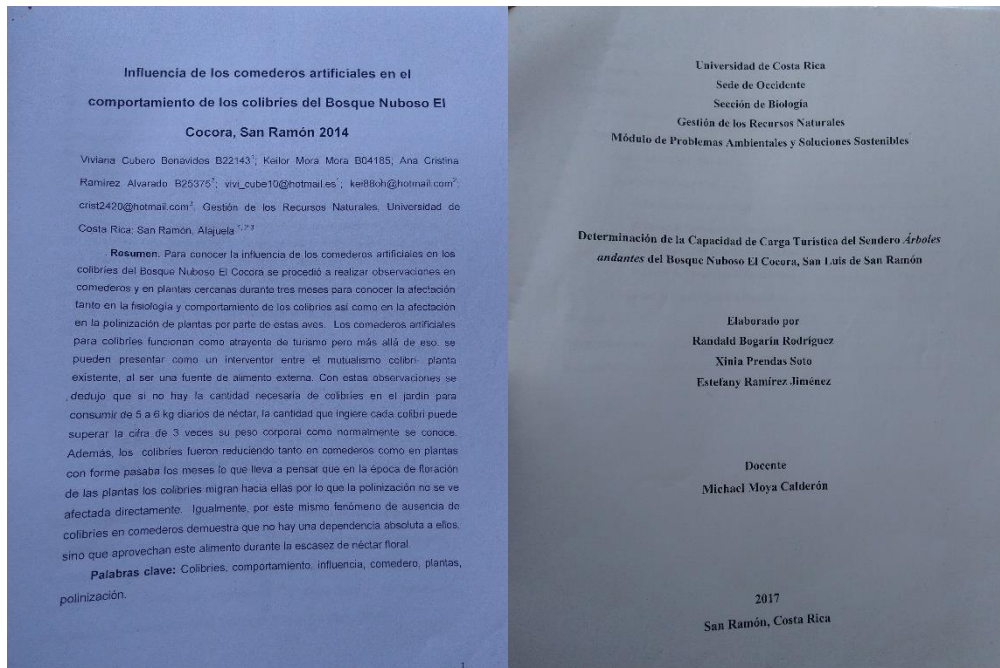 Influencia de los comederos artificiales en el
comportamiento de los colibríes del Bosque Nuboso El
Cocora, San Ramón 2014
Viviana Cubero Benavides B22143¹; Keilor Mora Mora B04185; Ana Cristina
Ramírez Alvarado B25375³; vivi_cube10@hotmail.es¹; kei88oh@hotmail.com²;
crist2420@hotmail.com³. Gestión de los Recursos Naturales, Universidad de
Costa Rica; San Ramón, Alajuela ¹,²,³
Resumen. Para conocer la influencia de los comederos artificiales en los
colibríes del Bosque Nuboso El Cocora se procedió a realizar observaciones en
comederos y en plantas cercanas durante tres meses para conocer la afectación
tanto en la fisiología y comportamiento de los colibríes así como en la afectación
en la polinización de plantas por parte de estas aves. Los comederos artificiales
para colibríes funcionan como atrayente de turismo pero más allá de eso, se
pueden presentar como un interventor entre el mutualismo colibrí- planta
existente, al ser una fuente de alimento externa. Con estas observaciones se
dedujo que si no hay la cantidad necesaria de colibríes en el jardín para
consumir de 5 a 6 kg diarios de néctar, la cantidad que ingiere cada colibrí puede
superar la cifra de 3 veces su peso corporal como normalmente se conoce.
Además, los colibríes fueron reduciendo tanto en comederos como en plantas
con forme pasaba los meses lo que lleva a pensar que en la época de floración
de las plantas los colibríes migran hacia ellas por lo que la polinización no se ve
afectada directamente. Igualmente, por este mismo fenómeno de ausencia de
colibríes en comederos demuestra que no hay una dependencia absoluta a ellos,
sino que aprovechan este alimento durante la escasez de néctar floral.
Palabras clave: Colibríes, comportamiento, influencia, comedero, plantas,
polinización.
1
Universidad de Costa Rica
Sede de Occidente
Sección de Biología
Gestión de los Recursos Naturales
Módulo de Problemas Ambientales y Soluciones Sostenibles
Determinación de la Capacidad de Carga Turística del Sendero Árboles
andantes del Bosque Nuboso El Cocora, San Luis de San Ramón
Elaborado por
Randald Bogarín Rodríguez
Xinia Prendas Soto
Estefany Ramírez Jiménez
Docente
Michael Moya Calderón
2017
San Ramón, Costa Rica